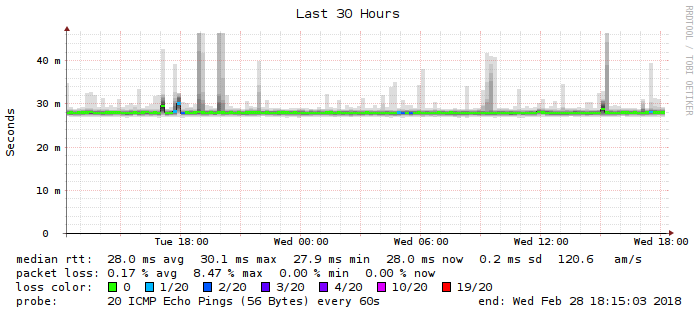 Last 30 Hours
RRDTOOL / TOBI OETIKER
Seconds
40 m
30 m
20 m
10 m
0
Tue 18:00 Wed 00:00 Wed 06:00 Wed 12:00 Wed 18:00
median rtt: 28.0 ms avg 30.1 ms max 27.9 ms min 28.0 ms now 0.2 ms sd 120.6 am/s
packet loss: 0.17 % avg 8.47 % max 0.00 % min 0.00 % now
loss color: 0 1/20 2/20 3/20 4/20 10/20 19/20
probe: 20 ICMP Echo Pings (56 Bytes) every 60s end: Wed Feb 28 18:15:03 2018